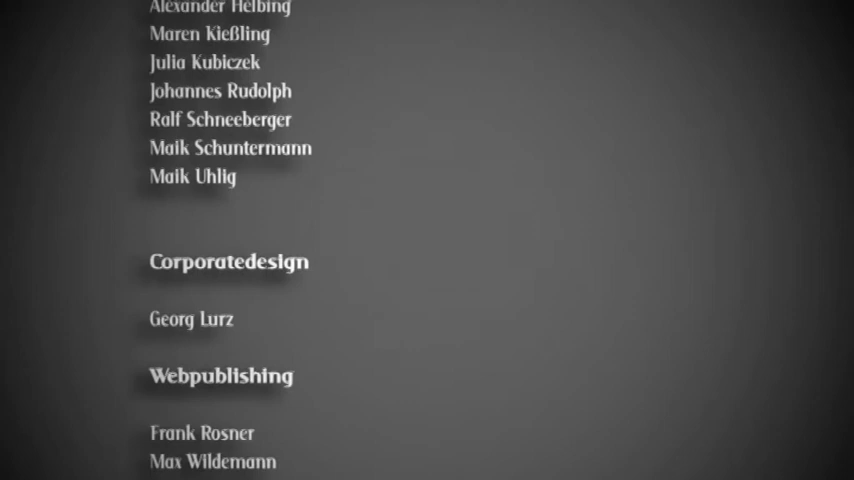 Alexander Helbing
Maren Kießling
Julia Kubiczek
Johannes Rudolph
Ralf Schneeberger
Maik Schuntermann
Maik Uhlig
Corporatedesign
Georg Lurz
Webpublishing
Frank Rosner
Max Wildemann